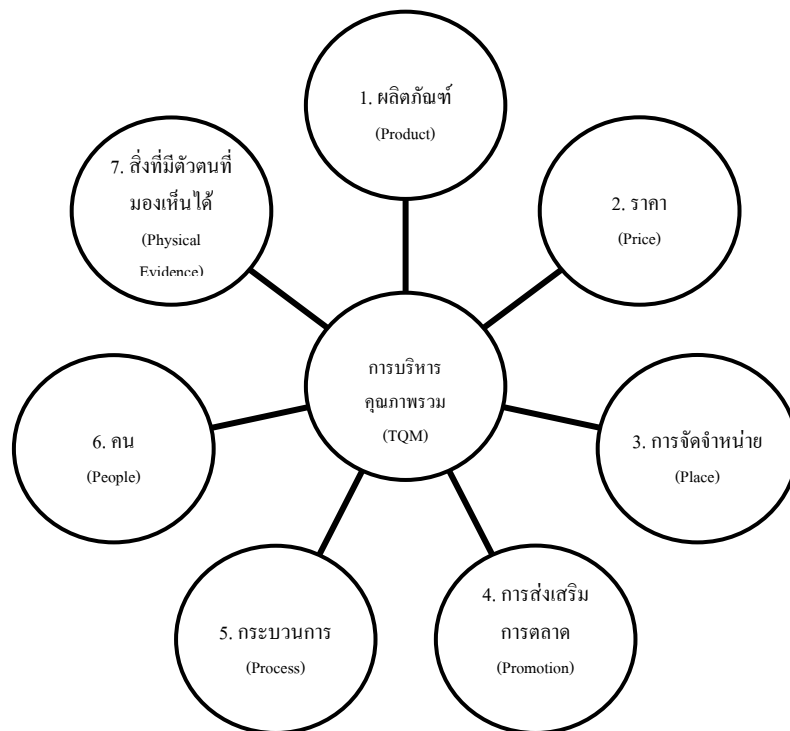 1. ผลิตภัณฑ์
(Product)
2. ราคา
(Price)
3. การจัดจำหน่าย
(Place)
4. การส่งเสริม
การตลาด
(Promotion)
5. กระบวนการ
(Process)
6. คน
(People)
7. สิ่งที่มีตัวตนที่
มองเห็นได้
(Physical
Evidence)
การบริหาร
คุณภาพรวม
(TQM)